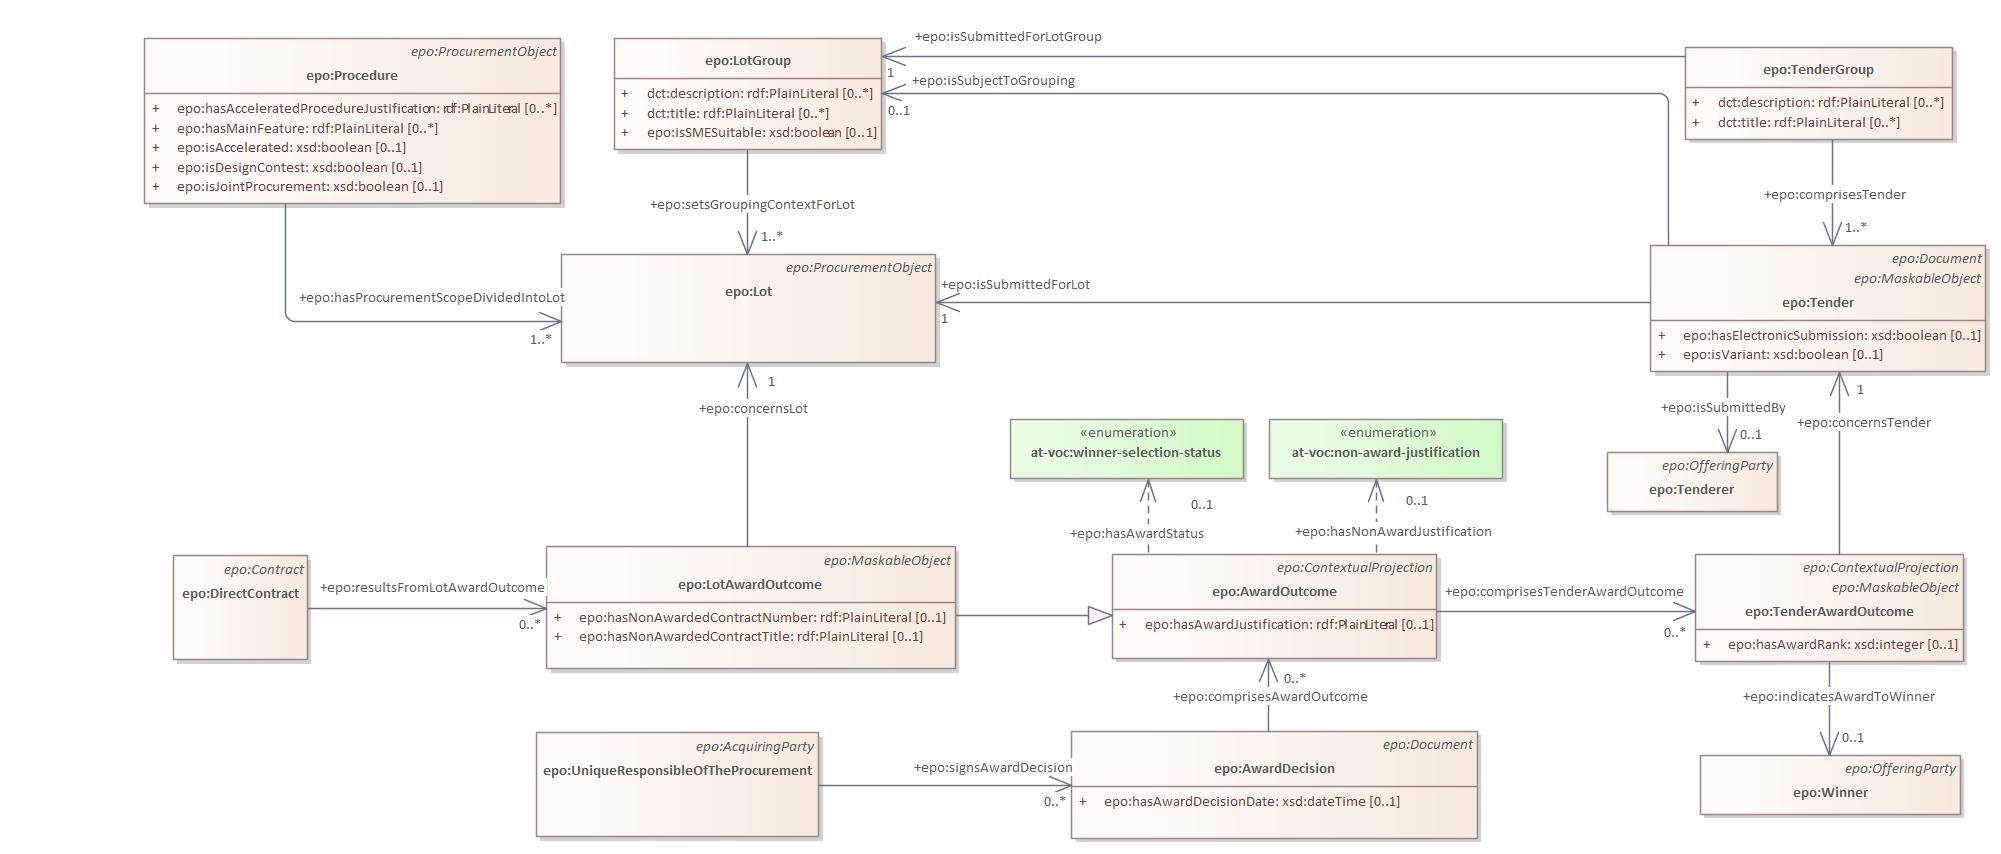 epo:ProcurementObject
epo:Procedure
+ epo:hasAcceleratedProcedureJustification: rdf:PlainLiteral [0..*]
+ epo:hasMainFeature: rdf:PlainLiteral [0..*]
+ epo:isAccelerated: xsd:boolean [0..1]
+ epo:isDesignContest: xsd:boolean [0..1]
+ epo:isJointProcurement: xsd:boolean [0..1]
epo:LotGroup
+ dct:description: rdf:PlainLiteral [0..*]
+ dct:title: rdf:PlainLiteral [0..*]
+ epo:isSMESuitable: xsd:boolean [0..1]
+epo:isSubmittedForLotGroup
1
+epo:isSubjectToGrouping
0..1
epo:TenderGroup
+ dct:description: rdf:PlainLiteral [0..*]
+ dct:title: rdf:PlainLiteral [0..*]
+epo:setsGroupingContextForLot
1..*
+epo:comprisesTender
1..*
+epo:hasProcurementScopeDividedIntoLot
1..*
epo:ProcurementObject
epo:Lot
+epo:isSubmittedForLot
1
epo:Document
epo:MaskableObject
epo:Tender
+ epo:hasElectronicSubmission: xsd:boolean [0..1]
+ epo:isVariant: xsd:boolean [0..1]
1
+epo:concernsLot
+epo:isSubmittedBy
0..1
1
+epo:concernsTender
«enumeration»
at-voc:winner-selection-status
«enumeration»
at-voc:non-award-justification
epo:OfferingParty
epo:Tenderer
0..1
+epo:hasAwardStatus
0..1
+epo:hasNonAwardJustification
epo:Contract
epo:DirectContract
+epo:resultsFromLotAwardOutcome
0..*
epo:MaskableObject
epo:LotAwardOutcome
+ epo:hasNonAwardedContractNumber: rdf:PlainLiteral [0..1]
+ epo:hasNonAwardedContractTitle: rdf:PlainLiteral [0..1]
epo:ContextualProjection
epo:AwardOutcome
+ epo:hasAwardJustification: rdf:PlainLiteral [0..1]
+epo:comprisesTenderAwardOutcome
0..*
epo:ContextualProjection
epo:MaskableObject
epo:TenderAwardOutcome
+ epo:hasAwardRank: xsd:integer [0..1]
0..*
+epo:comprisesAwardOutcome
+epo:indicatesAwardToWinner
0..1
epo:AcquiringParty
epo:UniqueResponsibleOfTheProcurement
+epo:signsAwardDecision
0..*
epo:Document
epo:AwardDecision
+ epo:hasAwardDecisionDate: xsd:dateTime [0..1]
epo:OfferingParty
epo:Winner